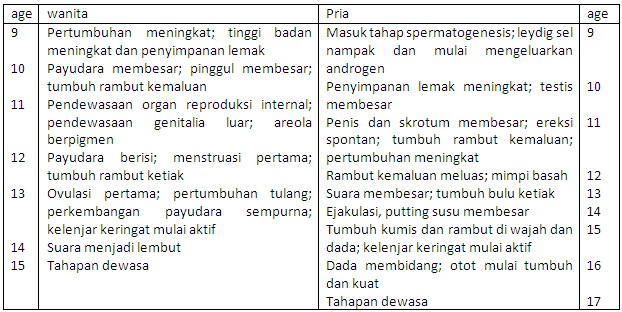 age wanita Pria age
9 Pertumbuhan meningkat; tinggi badan Masuk tahap spermatogenesis; leydig sel 9
meningkat dan penyimpanan lemak nampak dan mulai mengeluarkan
10 Payudara membesar; pinggul membesar; androgen
tumbuh rambut kemaluan Penyimpanan lemak meningkat; testis 10
11 Pendewasaan organ reproduksi internal; membesar
pendewasaan genitalia luar; areola Penis dan skrotum membesar; ereksi 11
berpigmen spontan; tumbuh rambut kemaluan;
12 Payudara berisi; menstruasi pertama; pertumbuhan meningkat
tumbuh rambut ketiak Rambut kemaluan meluas; mimpi basah 12
13 Ovulasi pertama; pertumbuhan tulang; Suara membesar; tumbuh bulu ketiak 13
perkembangan payudara sempurna; Ejakulasi, putting susu membesar 14
kelenjar keringat mulai aktif Tumbuh kumis dan rambut di wajah dan 15
14 Suara menjadi lembut dada; kelenjar keringat mulai aktif
15 Tahapan dewasa Dada membidang; otot mulai tumbuh 16
dan kuat
Tahapan dewasa 17